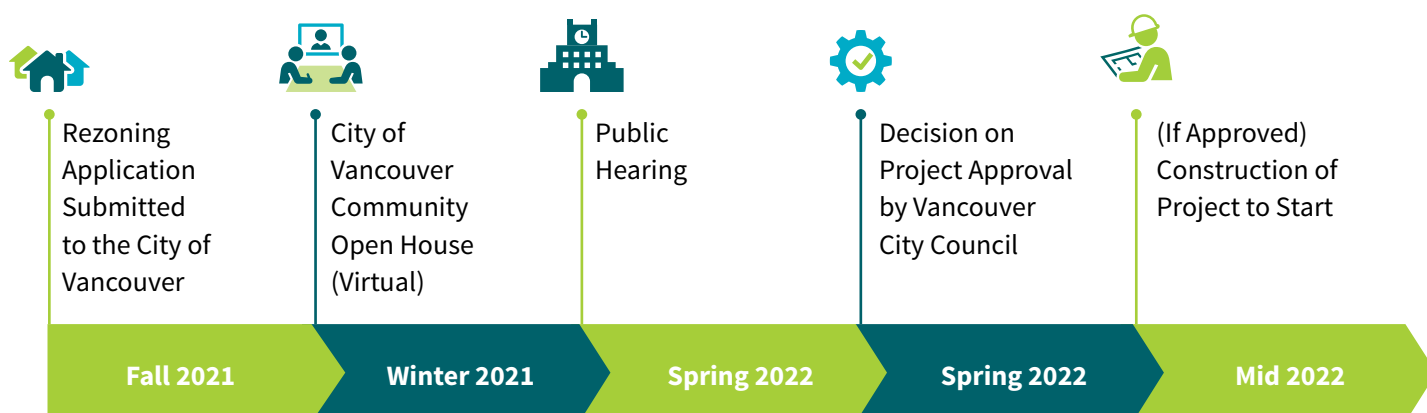 Rezoning
Application
Submitted
to the City of
Vancouver
City of
Vancouver
Community
Open House
(Virtual)
Public
Hearing
Decision on
Project Approval
by Vancouver
City Council
(If Approved)
Construction of
Project to Start
Fall 2021
Winter 2021
Spring 2022
Spring 2022
Mid 2022